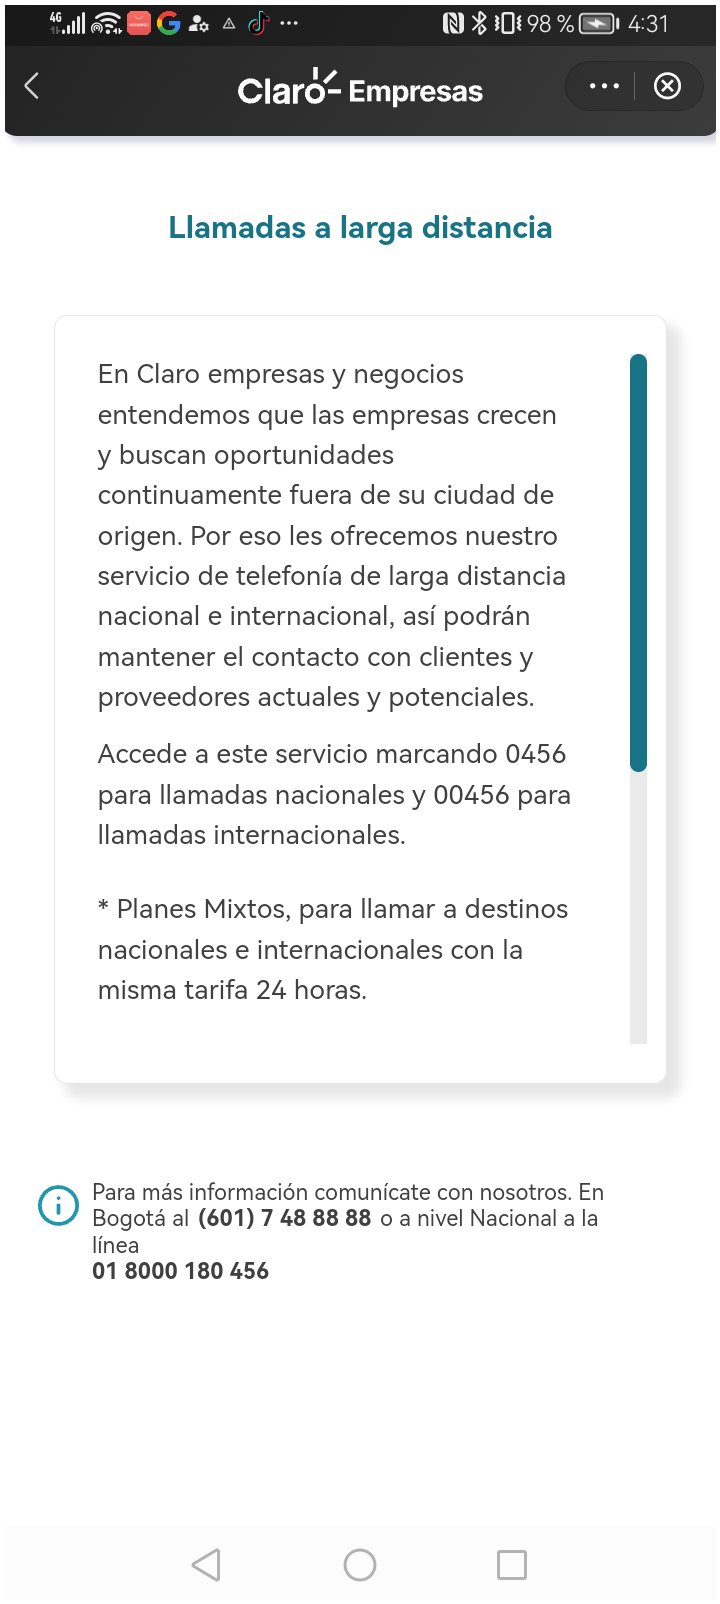 4G 98 % 4:31
Claro- Empresas
Llamadas a larga distancia
En Claro empresas y negocios
entendemos que las empresas crecen
y buscan oportunidades
continuamente fuera de su ciudad de
origen. Por eso les ofrecemos nuestro
servicio de telefonía de larga distancia
nacional e internacional, así podrán
mantener el contacto con clientes y
proveedores actuales y potenciales.
Accede a este servicio marcando 0456
para llamadas nacionales y 00456 para
llamadas internacionales.
* Planes Mixtos, para llamar a destinos
nacionales e internacionales con la
misma tarifa 24 horas.
Para más información comunícate con nosotros. En
Bogotá al (601) 7 48 88 88 o a nivel Nacional a la
línea
01 8000 180 456